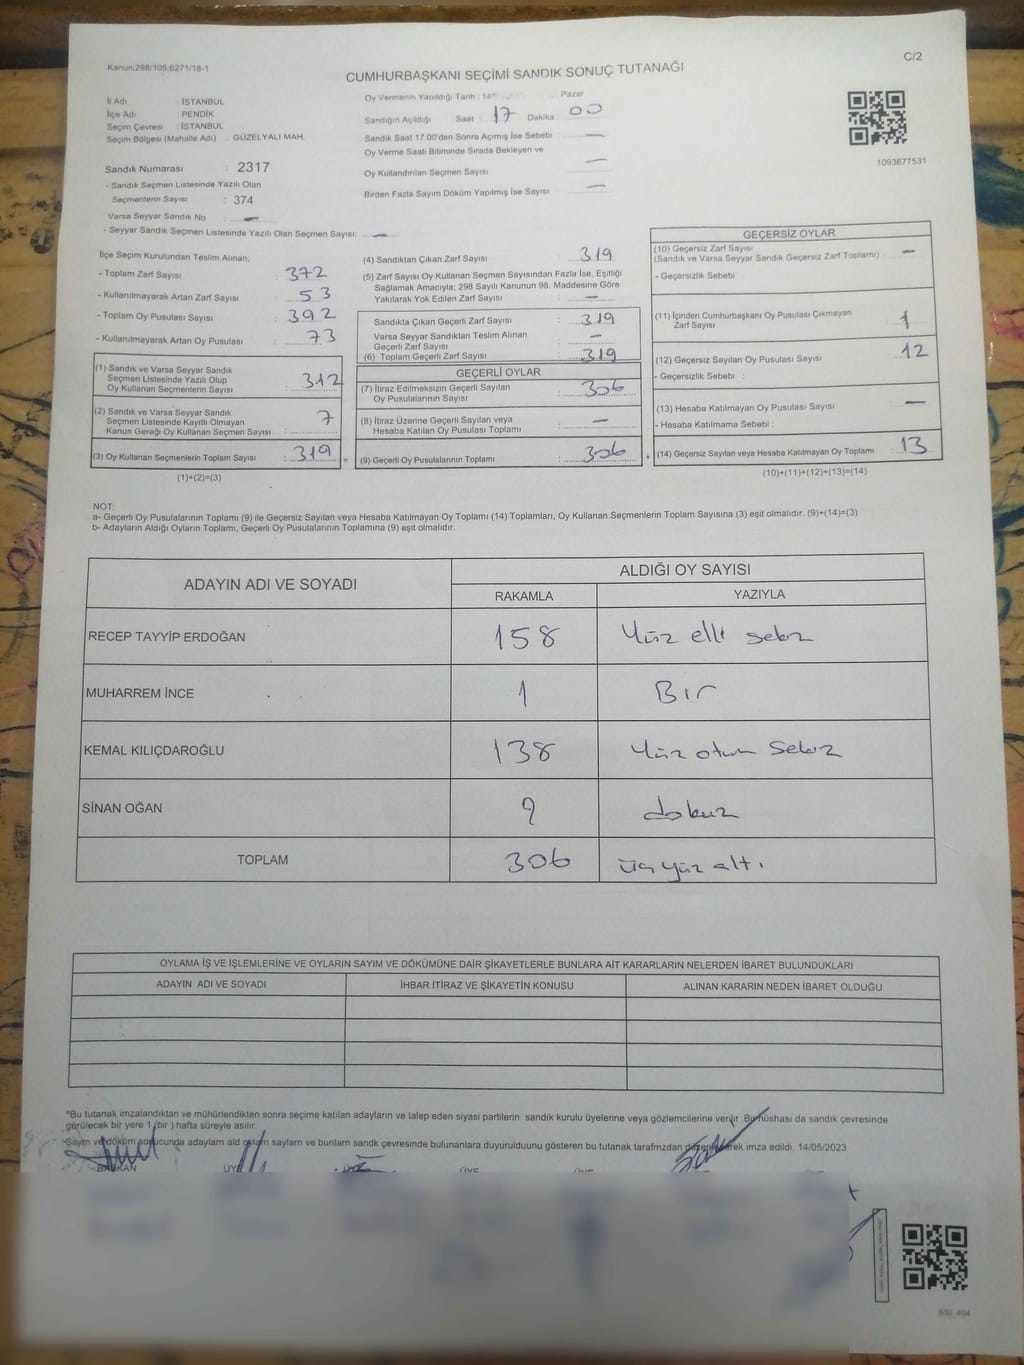 Kanun:298/105,6271/18-1
C/2
CUMHURBAŞKANI SEÇİMİ SANDIK SONUÇ TUTANAĞI
İl Adı : İSTANBUL
İlçe Adı : PENDİK
Seçim Çevresi : İSTANBUL
Seçim Bölgesi (Mahalle Adı) : GÜZELYALI MAH.
Sandık Numarası : 2317
- Sandık Seçmen Listesinde Yazılı Olan
Seçmenlerin Sayısı : 374
Varsa Seyyar Sandık No : —
- Seyyar Sandık Seçmen Listesinde Yazılı Olan Seçmen Sayısı: —
Oy Vermenin Yapıldığı Tarih : 14 Pazar
Sandığın Açıldığı Saat : 17 Dakika : 00
Sandık Saat 17.00'den Sonra Açılmış İse Sebebi —
Oy Verme Saati Bitiminde Sırada Bekleyen ve
Oy Kullandırılan Seçmen Sayısı —
Birden Fazla Sayım Döküm Yapılmış İse Sayısı —
1093677531
İlçe Seçim Kurulundan Teslim Alınan;
- Toplam Zarf Sayısı : 372
- Kullanılmayarak Artan Zarf Sayısı : 53
- Toplam Oy Pusulası Sayısı : 392
- Kullanılmayarak Artan Oy Pusulası : 73
(1) Sandık ve Varsa Seyyar Sandık
Seçmen Listesinde Yazılı Olup
Oy Kullanan Seçmenlerin Sayısı : 312
(2) Sandık ve Varsa Seyyar Sandık
Seçmen Listesinde Kayıtlı Olmayan
Kanun Gereği Oy Kullanan Seçmen Sayısı : 7
(3) Oy Kullanan Seçmenlerin Toplam Sayısı : 319 =
(1)+(2)=(3)
(4) Sandıktan Çıkan Zarf Sayısı : 319
(5) Zarf Sayısı Oy Kullanan Seçmen Sayısından Fazla İse, Eşitliği
Sağlamak Amacıyla; 298 Sayılı Kanunun 98. Maddesine Göre
Yakılarak Yok Edilen Zarf Sayısı : —
Sandıkta Çıkan Geçerli Zarf Sayısı : 319
Varsa Seyyar Sandıktan Teslim Alınan
Geçerli Zarf Sayısı : —
(6) Toplam Geçerli Zarf Sayısı : 319
GEÇERLİ OYLAR
(7) İtiraz Edilmeksizin Geçerli Sayılan
Oy Pusulalarının Sayısı : 306
(8) İtiraz Üzerine Geçerli Sayılan veya
Hesaba Katılan Oy Pusulası Toplamı : —
(9) Geçerli Oy Pusulalarının Toplamı : 306 +
GEÇERSİZ OYLAR
(10) Geçersiz Zarf Sayısı
(Sandık ve Varsa Seyyar Sandık Geçersiz Zarf Toplamı) : —
- Geçersizlik Sebebi :
(11) İçinden Cumhurbaşkanı Oy Pusulası Çıkmayan
Zarf Sayısı : 1
(12) Geçersiz Sayılan Oy Pusulası Sayısı : 12
- Geçersizlik Sebebi :
(13) Hesaba Katılmayan Oy Pusulası Sayısı : —
- Hesaba Katılmama Sebebi :
(14) Geçersiz Sayılan veya Hesaba Katılmayan Oy Toplamı : 13
(10)+(11)+(12)+(13)=(14)
NOT:
a- Geçerli Oy Pusulalarının Toplamı (9) ile Geçersiz Sayılan veya Hesaba Katılmayan Oy Toplamı (14) Toplamları, Oy Kullanan Seçmenlerin Toplam Sayısına (3) eşit olmalıdır. (9)+(14)=(3)
b- Adayların Aldığı Oyların Toplamı, Geçerli Oy Pusulalarının Toplamına (9) eşit olmalıdır.
ADAYIN ADI VE SOYADI ALDIĞI OY SAYISI
RAKAMLA YAZIYLA
RECEP TAYYİP ERDOĞAN 158 Yüz elli sekiz
MUHARREM İNCE 1 Bir
KEMAL KILIÇDAROĞLU 138 Yüz otuz sekiz
SİNAN OĞAN 9 dokuz
TOPLAM 306 üç yüz altı
OYLAMA İŞ VE İŞLEMLERİNE VE OYLARIN SAYIM VE DÖKÜMÜNE DAİR ŞİKAYETLERLE BUNLARA AİT KARARLARIN NELERDEN İBARET BULUNDUKLARI
ADAYIN ADI VE SOYADI İHBAR İTİRAZ VE ŞİKAYETİN KONUSU ALINAN KARARIN NEDEN İBARET OLDUĞU
*Bu tutanak imzalandıktan ve mühürlendikten sonra seçime katılan adayların ve talep eden siyasi partilerin sandık kurulu üyelerine veya gözlemcilerine verilir. Bu nüshası da sandık çevresinde
görülecek bir yere 1 (bir) hafta süreyle asılır.
Sayım ve döküm sonucunda adayların ald oyların sayıları ve bunların sandk çevresinde bulunanlara duyurulduunu gösteren bu tutanak tarafmzdan düzenlenerek imza edildi. 14/05/2023
BAŞKAN ÜYE ÜYE ÜYE ÜYE